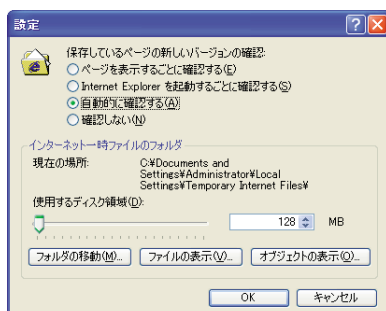 設定
保存しているページの新しいバージョンの確認:
ページを表示するごとに確認する(E)
Internet Explorer を起動するごとに確認する(S)
自動的に確認する(A)
確認しない(N)
インターネット一時ファイルのフォルダ
現在の場所: C:¥Documents and
Settings¥Administrator¥Local
Settings¥Temporary Internet Files¥
使用するディスク領域(D):
128 MB
フォルダの移動(M)... ファイルの表示(V)... オブジェクトの表示(O)...
OK キャンセル